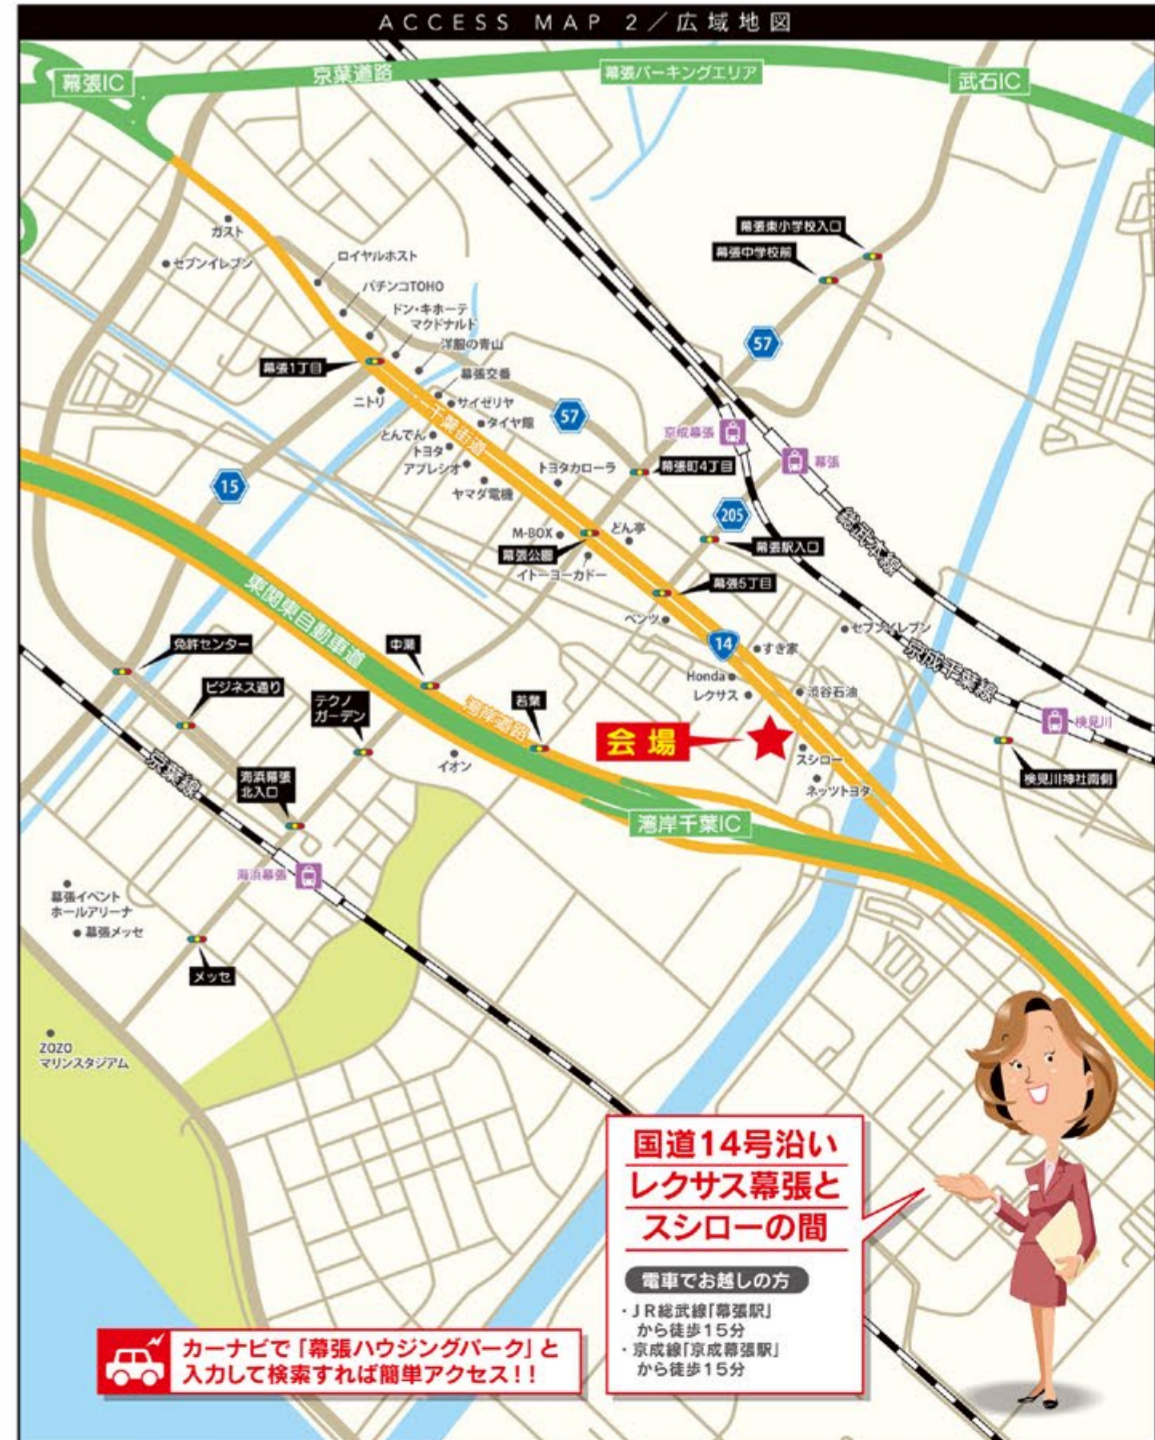 ACCESS MAP 2／広域地図
幕張IC
京葉道路
幕張パーキングエリア
武石IC
ガスト
セブンイレブン
ロイヤルホスト
パチンコTOHO
ドン・キホーテ
マクドナルド
洋服の青山
幕張交番
幕張1丁目
ニトリ
サイゼリヤ
タイヤ館
千葉街道
とんでん
トヨタ
アプレシオ
ヤマダ電機
トヨタカローラ
幕張東小学校入口
幕張中学校前
57
57
京成幕張
幕張
幕張町4丁目
15
205
総武本線
M-BOX
どん亭
幕張公園
イトーヨーカドー
幕張駅入口
幕張5丁目
東関東自動車道
ベンツ
14
すき家
セブンイレブン
京成千葉線
Honda
レクサス
渋谷石油
検見川
免許センター
中瀬
ビジネス通り
テクノ
ガーデン
若葉
湾岸道路
会場
スシロー
ネッツトヨタ
検見川神社南側
イオン
京葉線
海浜幕張
北入口
湾岸千葉IC
海浜幕張
幕張イベント
ホールアリーナ
幕張メッセ
メッセ
ZOZO
マリンスタジアム
国道14号沿い
レクサス幕張と
スシローの間
電車でお越しの方
・JR総武線「幕張駅」
から徒歩15分
・京成線「京成幕張駅」
から徒歩15分
カーナビで「幕張ハウジングパーク」と
入力して検索すれば簡単アクセス！！